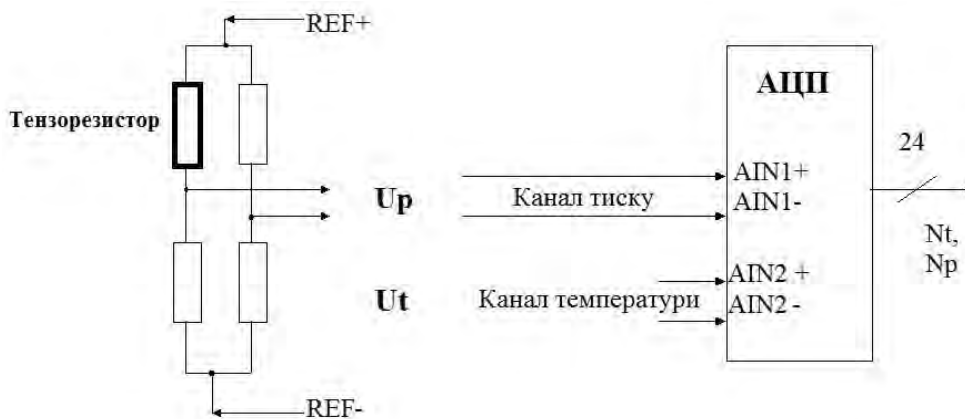 REF+
Тензорезистор
АЦП
24
AIN1+
Up
Канал тиску
AIN1-
Nt,
Np
AIN2 +
Ut
Канал температури
AIN2 -
REF-